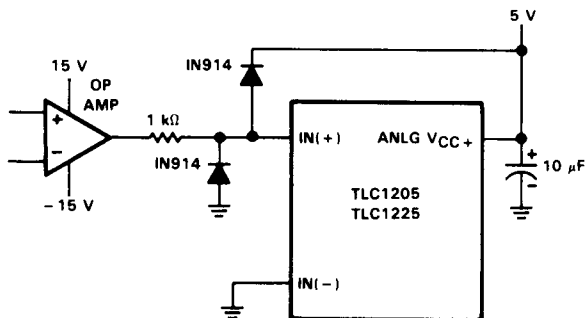 5 V
15 V
OP
AMP
IN914
+
1 kΩ
IN(+)
ANLG VCC+
+
−
IN914
10 μF
−
−15 V
TLC1205
TLC1225
IN(−)